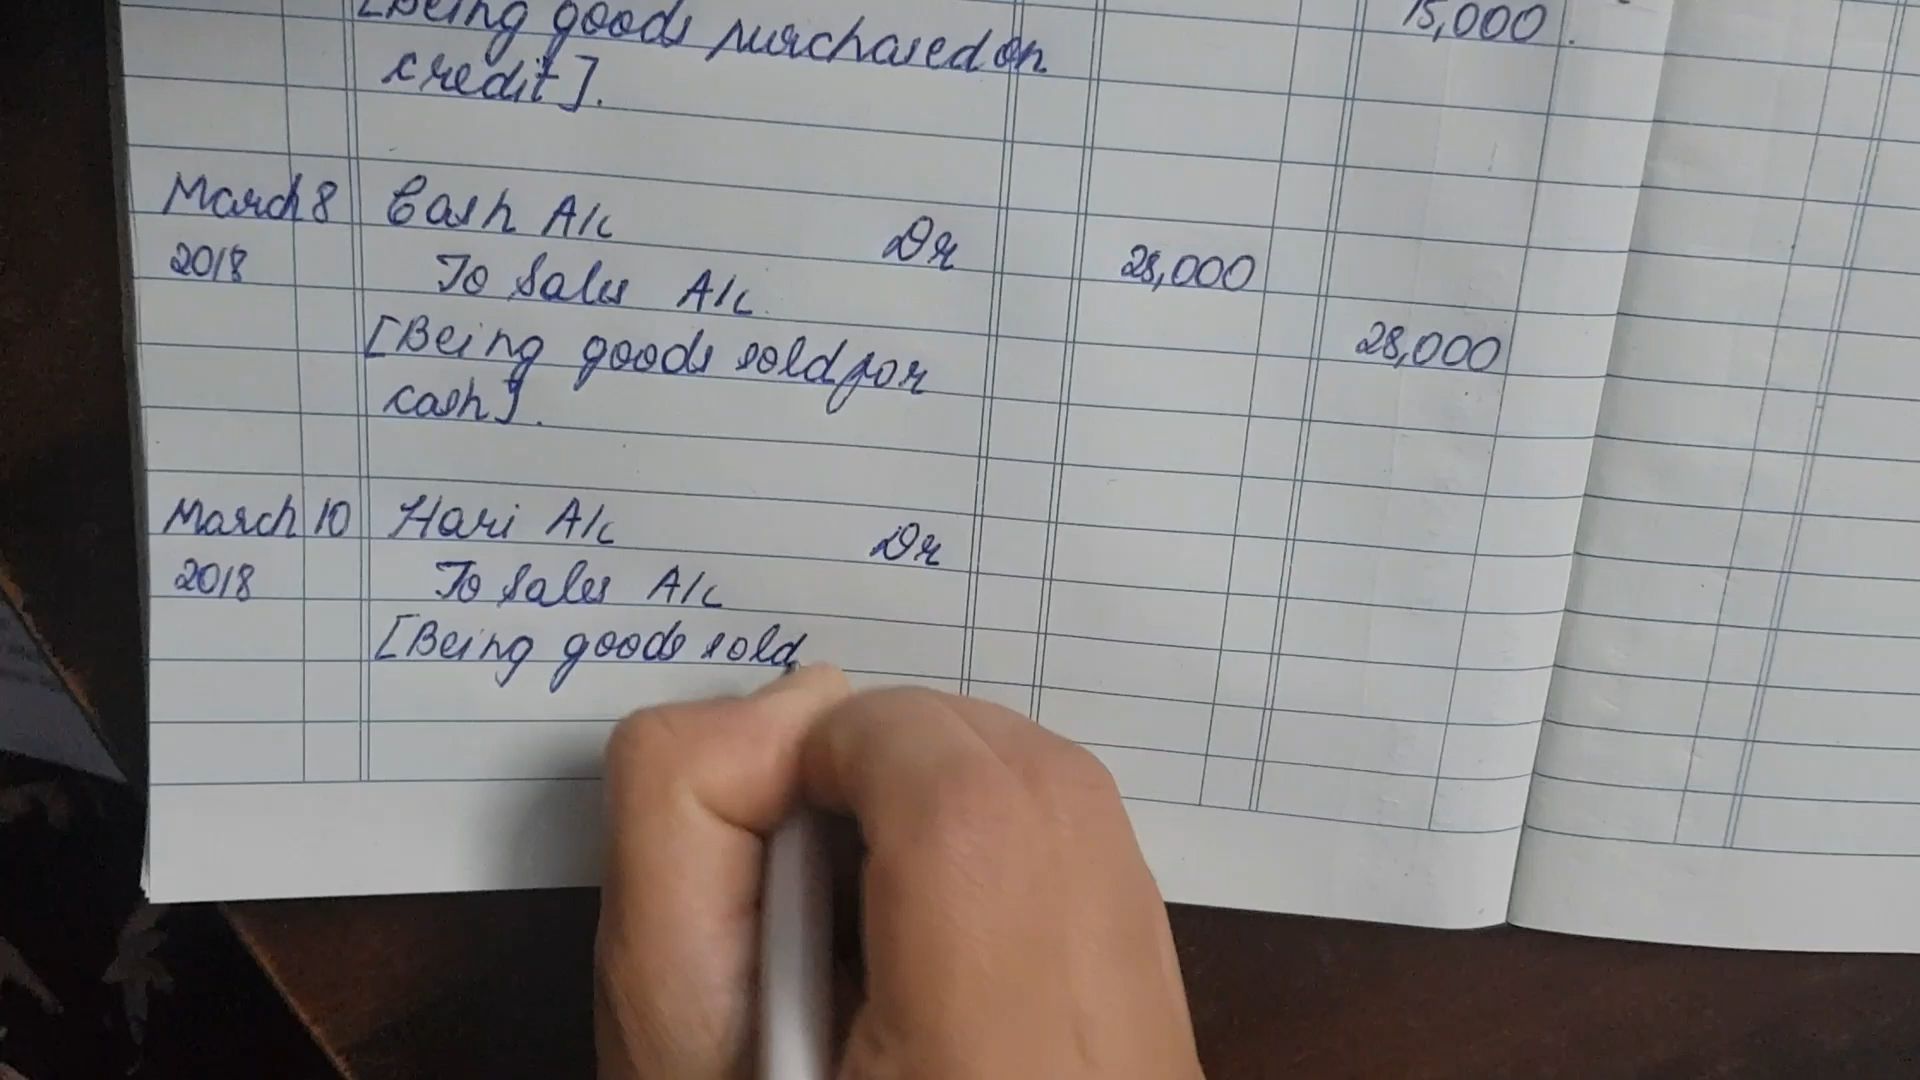 [Being goods purchased on 15,000
credit].
March 8 Cash A/c Dr 28,000
2018 To Sales A/c 28,000
[Being goods sold for
cash].
March 10 Hari A/c Dr
2018 To Sales A/c
[Being goods sold